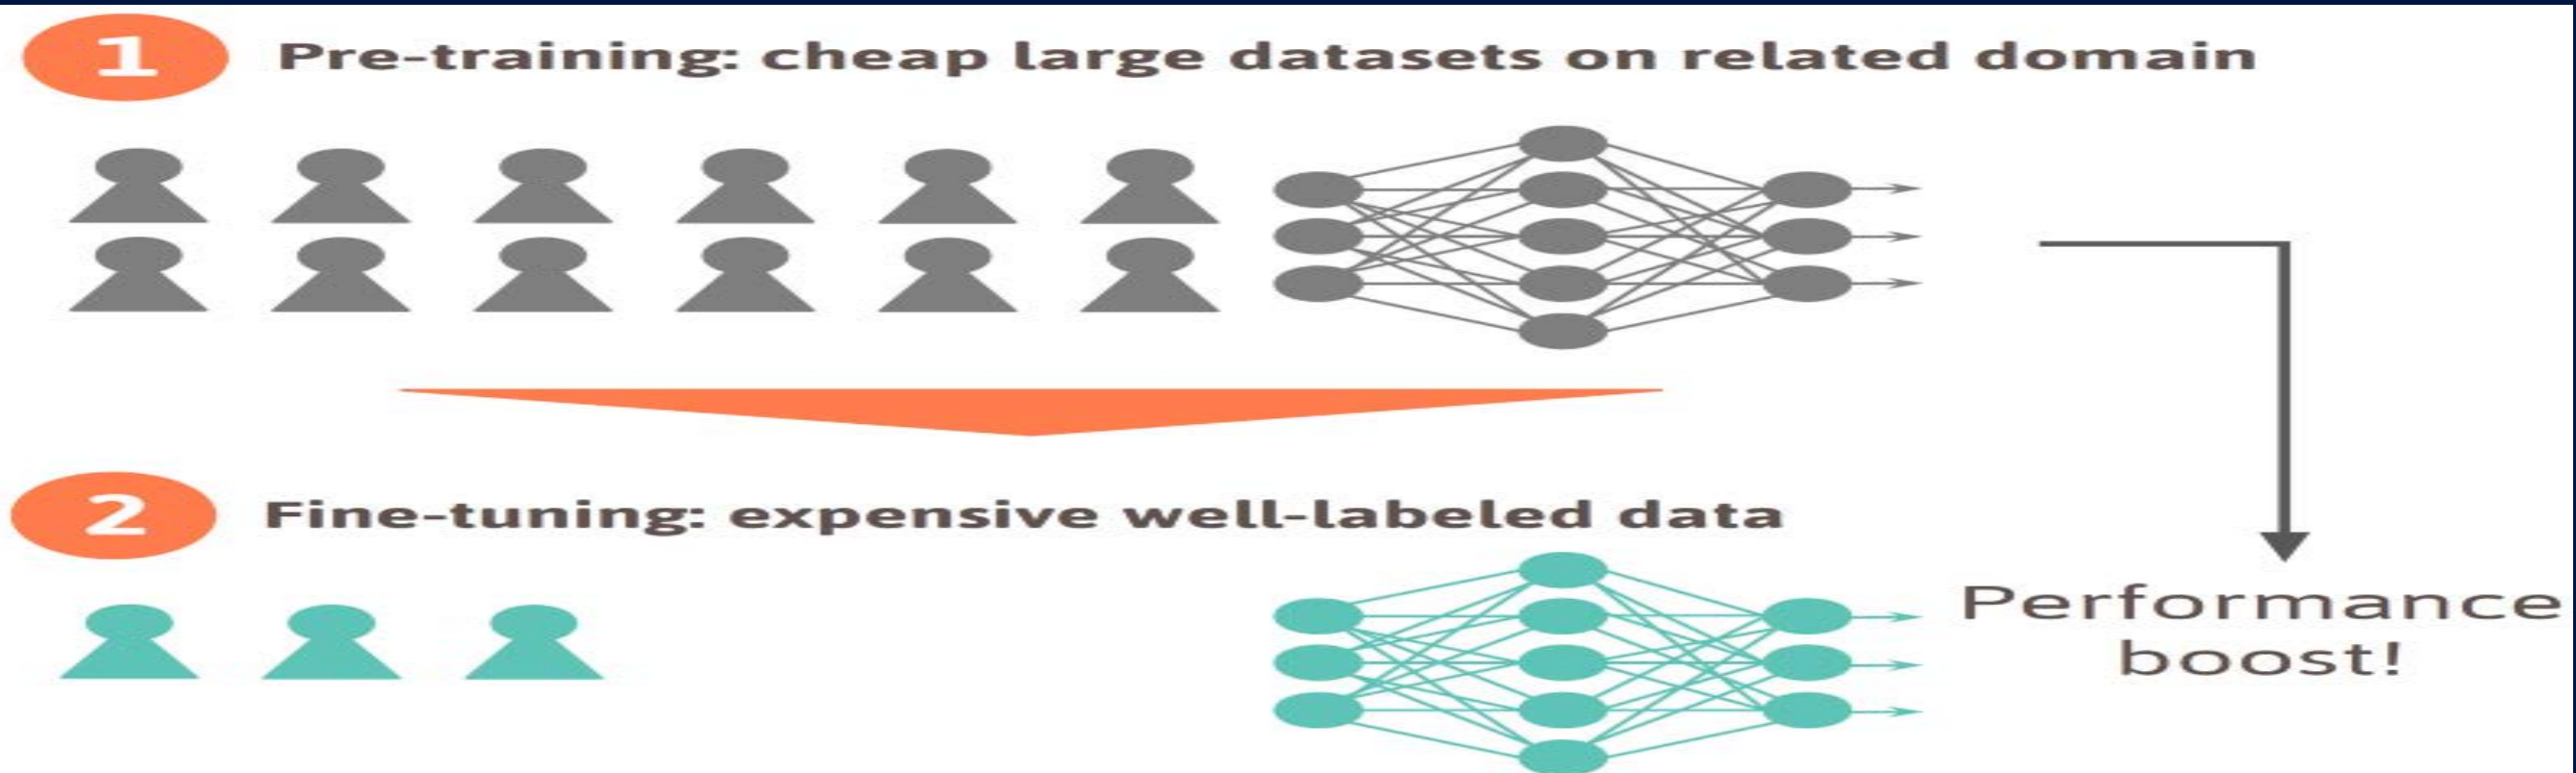 1
Pre-training: cheap large datasets on related domain
2
Fine-tuning: expensive well-labeled data
Performance
boost!